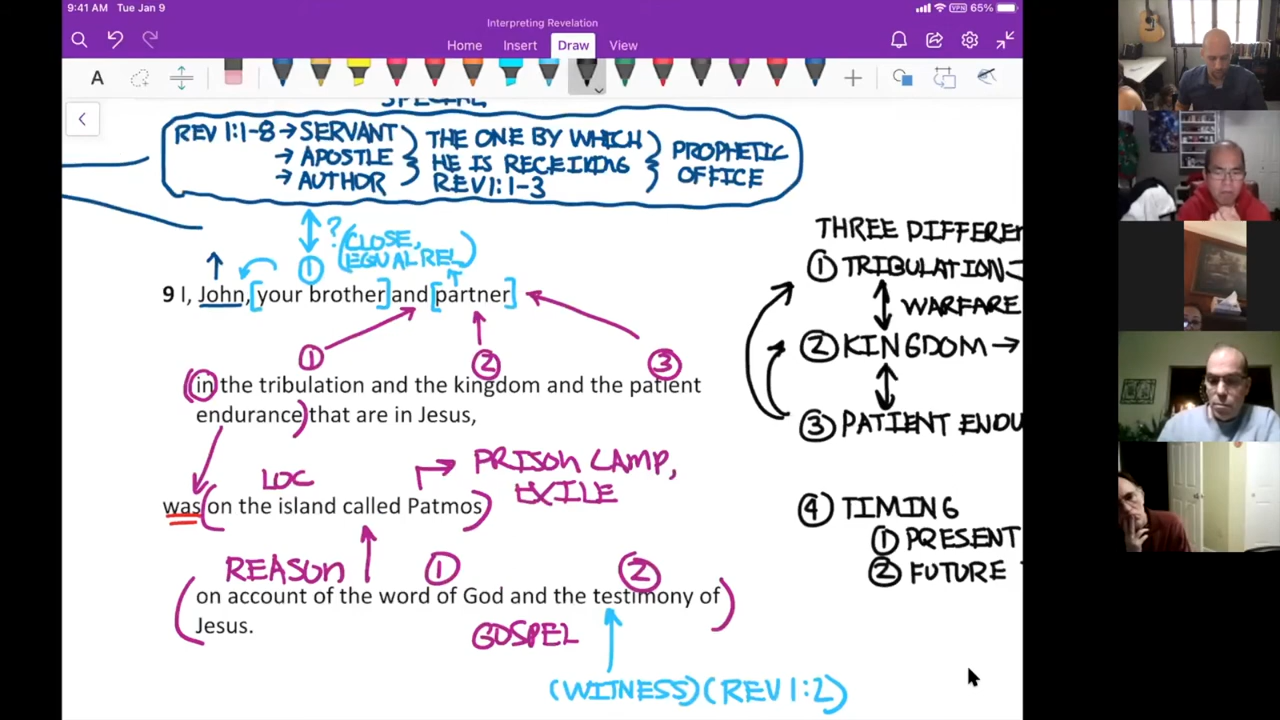 9:41 AM Tue Jan 9
VPN 65%
Interpreting Revelation
Home Insert Draw View
A
SPECIAL
REV 1:1-8 → SERVANT
→ APOSTLE
→ AUTHOR
THE ONE BY WHICH
HE IS RECEIVING
REV 1:1-3
PROPHETIC
OFFICE
? (CLOSE,
EQUAL REL)
1
9 I, John, [your brother] and [partner]
1 2 3
(in the tribulation and the kingdom and the patient
endurance) that are in Jesus,
LOC
PRISON CAMP,
EXILE
was (on the island called Patmos)
REASON 1 2
(on account of the word of God and the testimony of
Jesus.)
GOSPEL
(WITNESS) (REV 1:2)
THREE DIFFEREN
1 TRIBULATION
WARFARE
2 KINGDOM →
3 PATIENT ENDU
4 TIMING
1 PRESENT
2 FUTURE